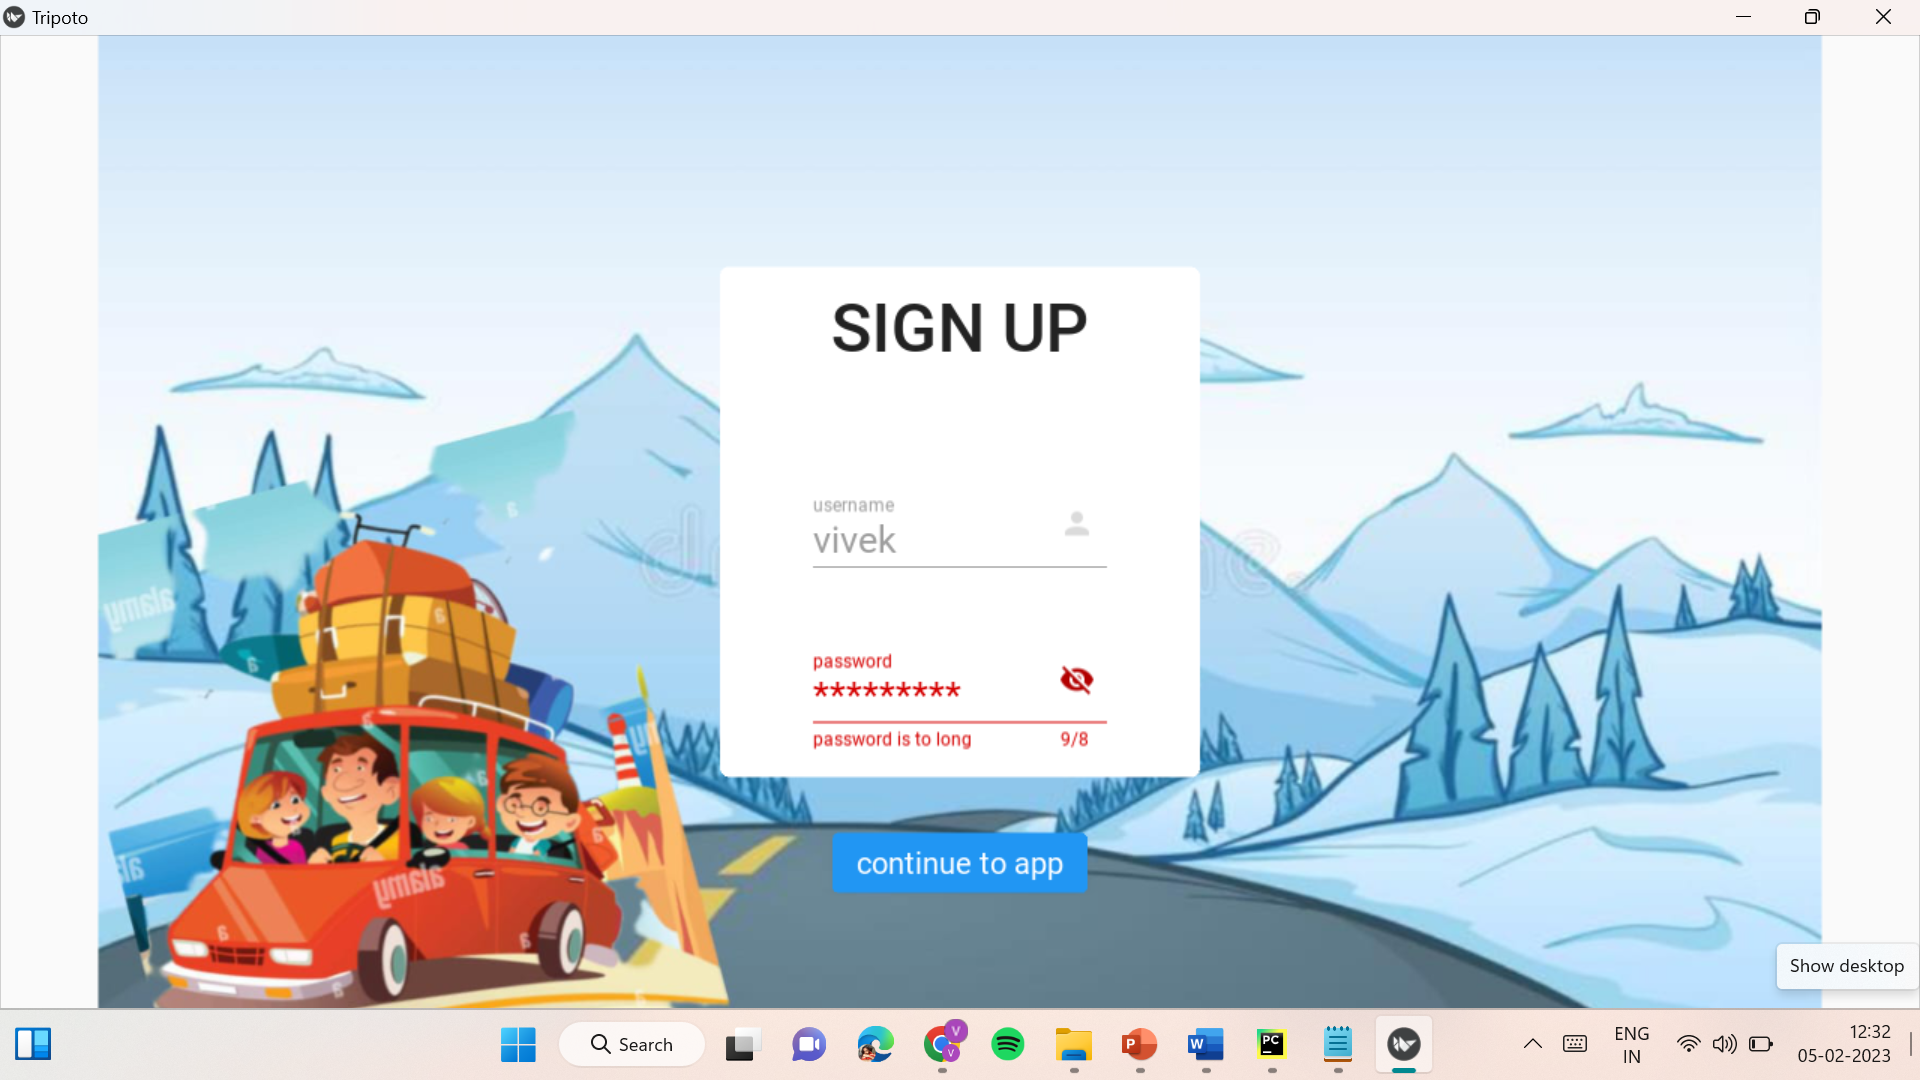 Tripoto
SIGN UP
username
vivek
password
*********
password is to long 9/8
continue to app
Show desktop
Search
ENG
IN
12:32
05-02-2023